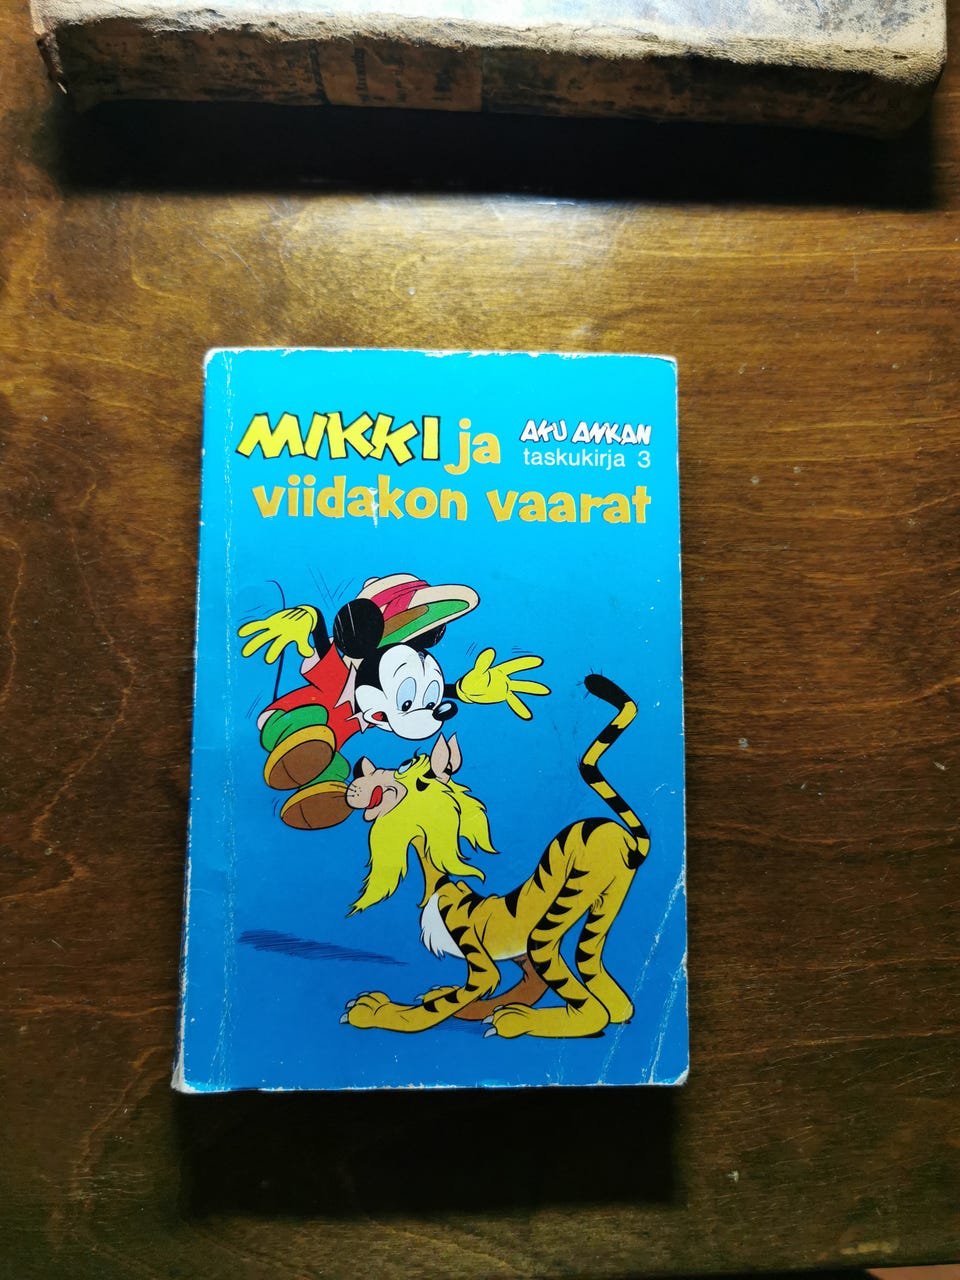 MIKKI ja
AKU ANKAN
taskukirja 3
viidakon vaarat